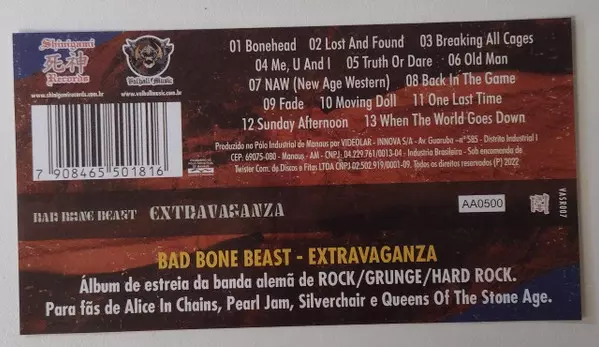 Shinigami
死神
Records
www.shinigamirecords.com.br
Valhall Music
www.valhallmusic.com.br
01 Bonehead 02 Lost And Found 03 Breaking All Cages
04 Me, U And I 05 Truth Or Dare 06 Old Man
07 NAW (New Age Western) 08 Back In The Game
09 Fade 10 Moving Doll 11 One Last Time
12 Sunday Afternoon 13 When The World Goes Down
Produzido no Pólo Industrial de Manaus por VIDEOLAR - INNOVA S/A - Av. Guaruba - nº585 - Distrito Industrial I
CEP: 69075-080 - Manaus - AM - CNPJ 04.229.761/0013-04 - Industria Brasileira - Sob encomenda de
Twister Com. de Discos e Fitas LTDA CNPJ 02.502.919/0001-09. Todos os direitos reservados (P) 2022
7 908465 501816
BAD BONE BEAST EXTRAVAGANZA
AA0500
VASR007
BAD BONE BEAST - EXTRAVAGANZA
Álbum de estreia da banda alemã de ROCK/GRUNGE/HARD ROCK.
Para fãs de Alice In Chains, Pearl Jam, Silverchair e Queens Of The Stone Age.